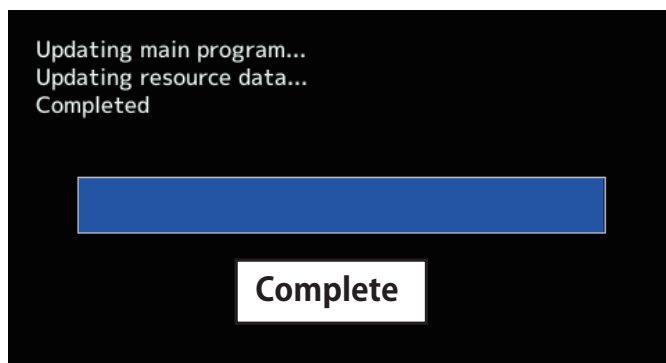 Updating main program...
Updating resource data...
Completed
Complete